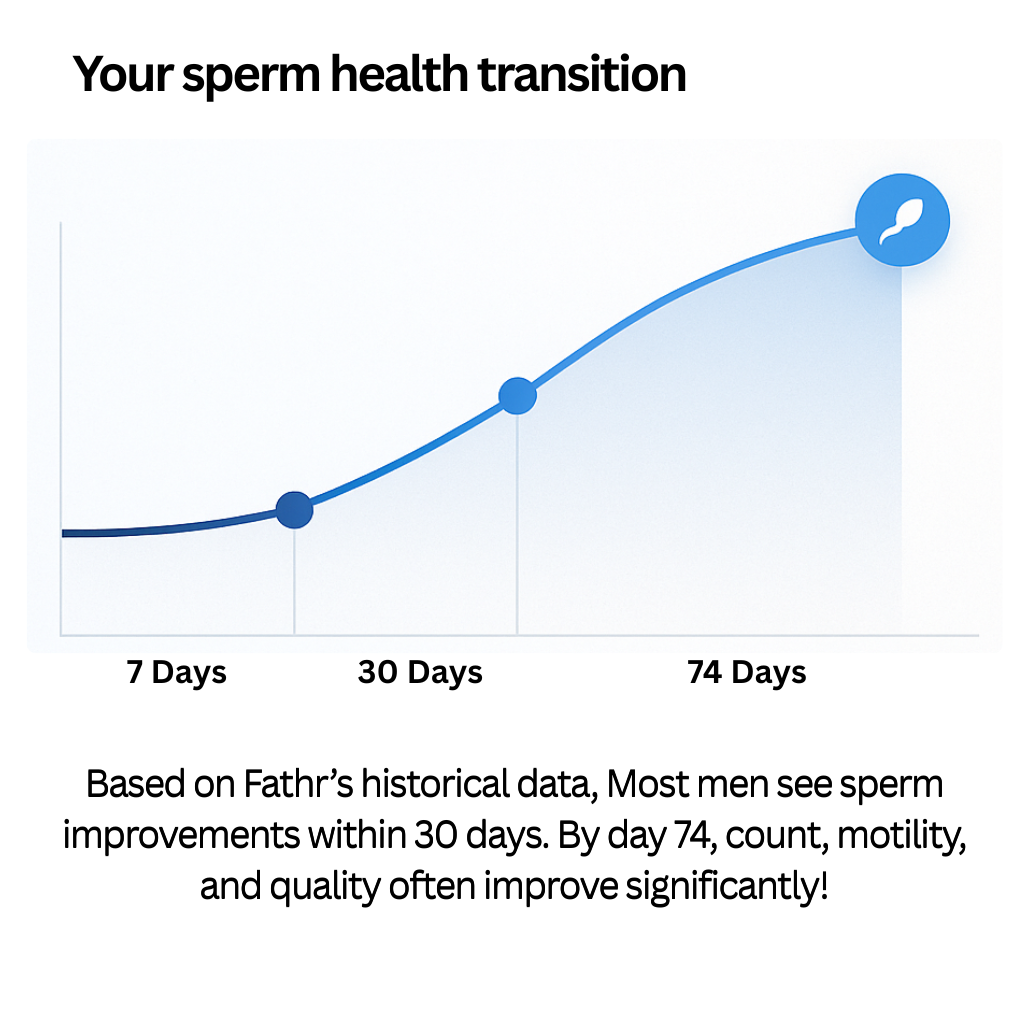 Your sperm health transition
7 Days
30 Days
74 Days
Based on Fathr’s historical data, Most men see sperm
improvements within 30 days. By day 74, count, motility,
and quality often improve significantly!